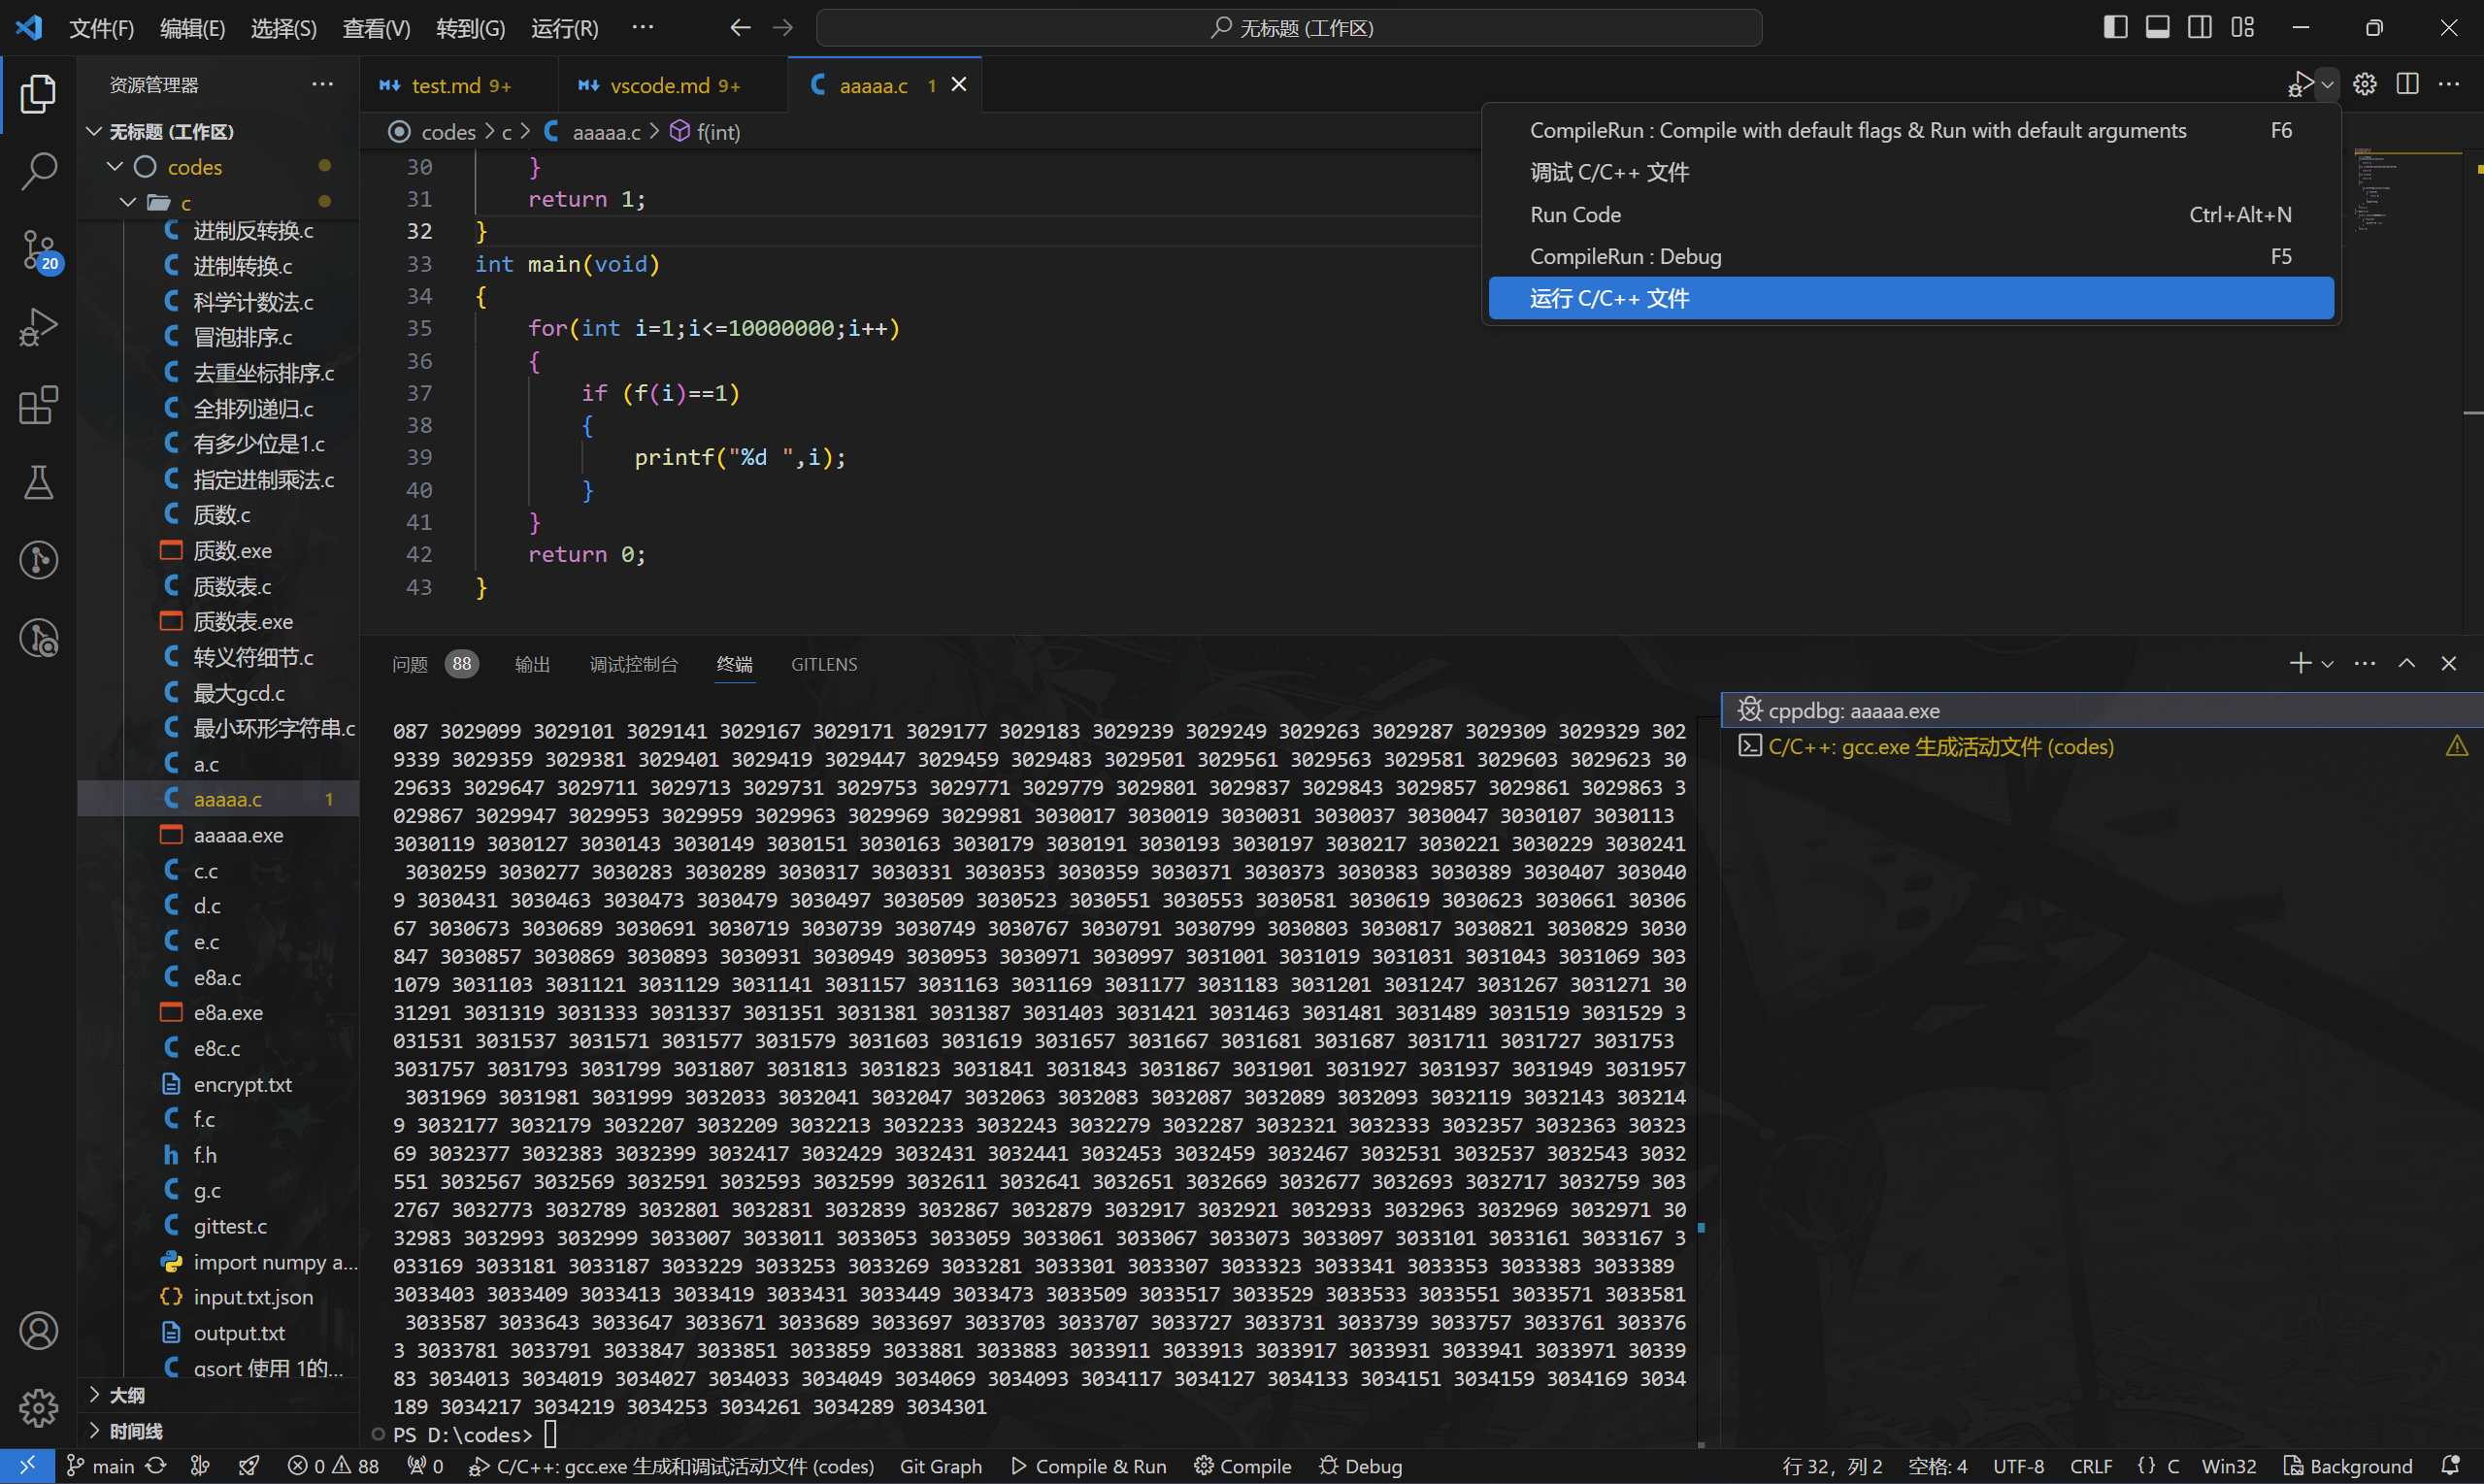 文件(F) 编辑(E) 选择(S) 查看(V) 转到(G) 运行(R) ··· 无标题 (工作区)
资源管理器 ···
test.md 9+ vscode.md 9+ aaaaa.c 1
无标题 (工作区)
codes
c
进制反转换.c
进制转换.c
科学计数法.c
冒泡排序.c
去重坐标排序.c
全排列递归.c
有多少位是1.c
指定进制乘法.c
质数.c
质数.exe
质数表.c
质数表.exe
转义符细节.c
最大gcd.c
最小环形字符串.c
a.c
aaaaa.c 1
aaaaa.exe
c.c
d.c
e.c
e8a.c
e8a.exe
e8c.c
encrypt.txt
f.c
f.h
g.c
gittest.c
import numpy a...
input.txt.json
output.txt
qsort 使用 1的...
大纲
时间线
20
codes > c > aaaaa.c > f(int)
30 }
31 return 1;
32 }
33 int main(void)
34 {
35 for(int i=1;i<=10000000;i++)
36 {
37 if (f(i)==1)
38 {
39 printf("%d ",i);
40 }
41 }
42 return 0;
43 }
CompileRun : Compile with default flags & Run with default arguments F6
调试 C/C++ 文件
Run Code Ctrl+Alt+N
CompileRun : Debug F5
运行 C/C++ 文件
问题 88 输出 调试控制台 终端 GITLENS
087 3029099 3029101 3029141 3029167 3029171 3029177 3029183 3029239 3029249 3029263 3029287 3029309 3029329 302
9339 3029359 3029381 3029401 3029419 3029447 3029459 3029483 3029501 3029561 3029563 3029581 3029603 3029623 30
29633 3029647 3029711 3029713 3029731 3029753 3029771 3029779 3029801 3029837 3029843 3029857 3029861 3029863 3
029867 3029947 3029953 3029959 3029963 3029969 3029981 3030017 3030019 3030031 3030037 3030047 3030107 3030113
3030119 3030127 3030143 3030149 3030151 3030163 3030179 3030191 3030193 3030197 3030217 3030221 3030229 3030241
3030259 3030277 3030283 3030289 3030317 3030331 3030353 3030359 3030371 3030373 3030383 3030389 3030407 303040
9 3030431 3030463 3030473 3030479 3030497 3030509 3030523 3030551 3030553 3030581 3030619 3030623 3030661 30306
67 3030673 3030689 3030691 3030719 3030739 3030749 3030767 3030791 3030799 3030803 3030817 3030821 3030829 3030
847 3030857 3030869 3030893 3030931 3030949 3030953 3030971 3030997 3031001 3031019 3031031 3031043 3031069 303
1079 3031103 3031121 3031129 3031141 3031157 3031163 3031169 3031177 3031183 3031201 3031247 3031267 3031271 30
31291 3031319 3031333 3031337 3031351 3031381 3031387 3031403 3031421 3031463 3031481 3031489 3031519 3031529 3
031531 3031537 3031571 3031577 3031579 3031603 3031619 3031657 3031667 3031681 3031687 3031711 3031727 3031753
3031757 3031793 3031799 3031807 3031813 3031823 3031841 3031843 3031867 3031901 3031927 3031937 3031949 3031957
3031969 3031981 3031999 3032033 3032041 3032047 3032063 3032083 3032087 3032089 3032093 3032119 3032143 303214
9 3032177 3032179 3032207 3032209 3032213 3032233 3032243 3032279 3032287 3032321 3032333 3032357 3032363 30323
69 3032377 3032383 3032399 3032417 3032429 3032431 3032441 3032453 3032459 3032467 3032531 3032537 3032543 3032
551 3032567 3032569 3032591 3032593 3032599 3032611 3032641 3032651 3032669 3032677 3032693 3032717 3032759 303
2767 3032773 3032789 3032801 3032831 3032839 3032867 3032879 3032917 3032921 3032933 3032963 3032969 3032971 30
32983 3032993 3032999 3033007 3033011 3033053 3033059 3033061 3033067 3033073 3033097 3033101 3033161 3033167 3
033169 3033181 3033187 3033229 3033253 3033269 3033281 3033301 3033307 3033323 3033341 3033353 3033383 3033389
3033403 3033409 3033413 3033419 3033431 3033449 3033473 3033509 3033517 3033529 3033533 3033551 3033571 3033581
3033587 3033643 3033647 3033671 3033689 3033697 3033703 3033707 3033727 3033731 3033739 3033757 3033761 303376
3 3033781 3033791 3033847 3033851 3033859 3033881 3033883 3033911 3033913 3033917 3033931 3033941 3033971 30339
83 3034013 3034019 3034027 3034033 3034049 3034069 3034093 3034117 3034127 3034133 3034151 3034159 3034169 3034
189 3034217 3034219 3034253 3034261 3034289 3034301
PS D:\codes>
cppdbg: aaaaa.exe
C/C++: gcc.exe 生成活动文件 (codes)
main 0 88 0 C/C++: gcc.exe 生成和调试活动文件 (codes) Git Graph Compile & Run Compile Debug 行 32，列 2 空格: 4 UTF-8 CRLF {} C Win32 Background